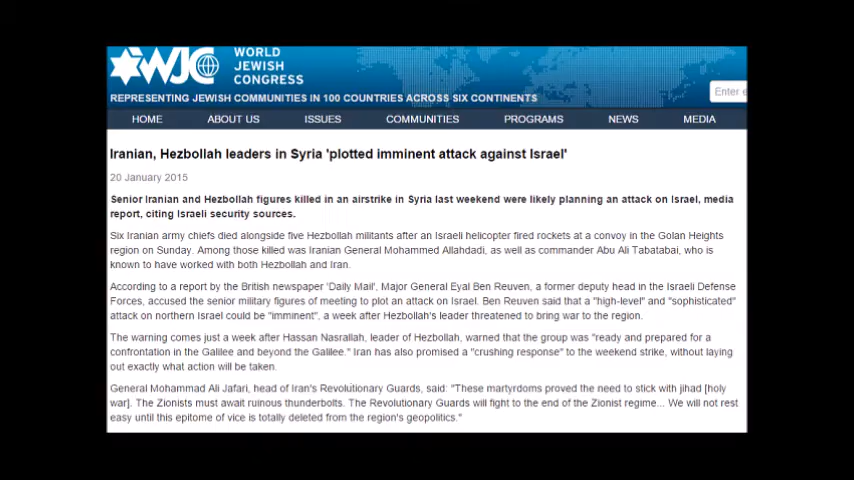 WJC
WORLD
JEWISH
CONGRESS
REPRESENTING JEWISH COMMUNITIES IN 100 COUNTRIES ACROSS SIX CONTINENTS
Enter e
HOME ABOUT US ISSUES COMMUNITIES PROGRAMS NEWS MEDIA
Iranian, Hezbollah leaders in Syria 'plotted imminent attack against Israel'
20 January 2015
Senior Iranian and Hezbollah figures killed in an airstrike in Syria last weekend were likely planning an attack on Israel, media
report, citing Israeli security sources.
Six Iranian army chiefs died alongside five Hezbollah militants after an Israeli helicopter fired rockets at a convoy in the Golan Heights
region on Sunday. Among those killed was Iranian General Mohammed Allahdadi, as well as commander Abu Ali Tabatabai, who is
known to have worked with both Hezbollah and Iran.
According to a report by the British newspaper 'Daily Mail', Major General Eyal Ben Reuven, a former deputy head in the Israeli Defense
Forces, accused the senior military figures of meeting to plot an attack on Israel. Ben Reuven said that a "high-level" and "sophisticated"
attack on northern Israel could be "imminent", a week after Hezbollah's leader threatened to bring war to the region.
The warning comes just a week after Hassan Nasrallah, leader of Hezbollah, warned that the group was "ready and prepared for a
confrontation in the Galilee and beyond the Galilee." Iran has also promised a "crushing response" to the weekend strike, without laying
out exactly what action will be taken.
General Mohammad Ali Jafari, head of Iran's Revolutionary Guards, said: "These martyrdoms proved the need to stick with jihad [holy
war]. The Zionists must await ruinous thunderbolts. The Revolutionary Guards will fight to the end of the Zionist regime... We will not rest
easy until this epitome of vice is totally deleted from the region's geopolitics."